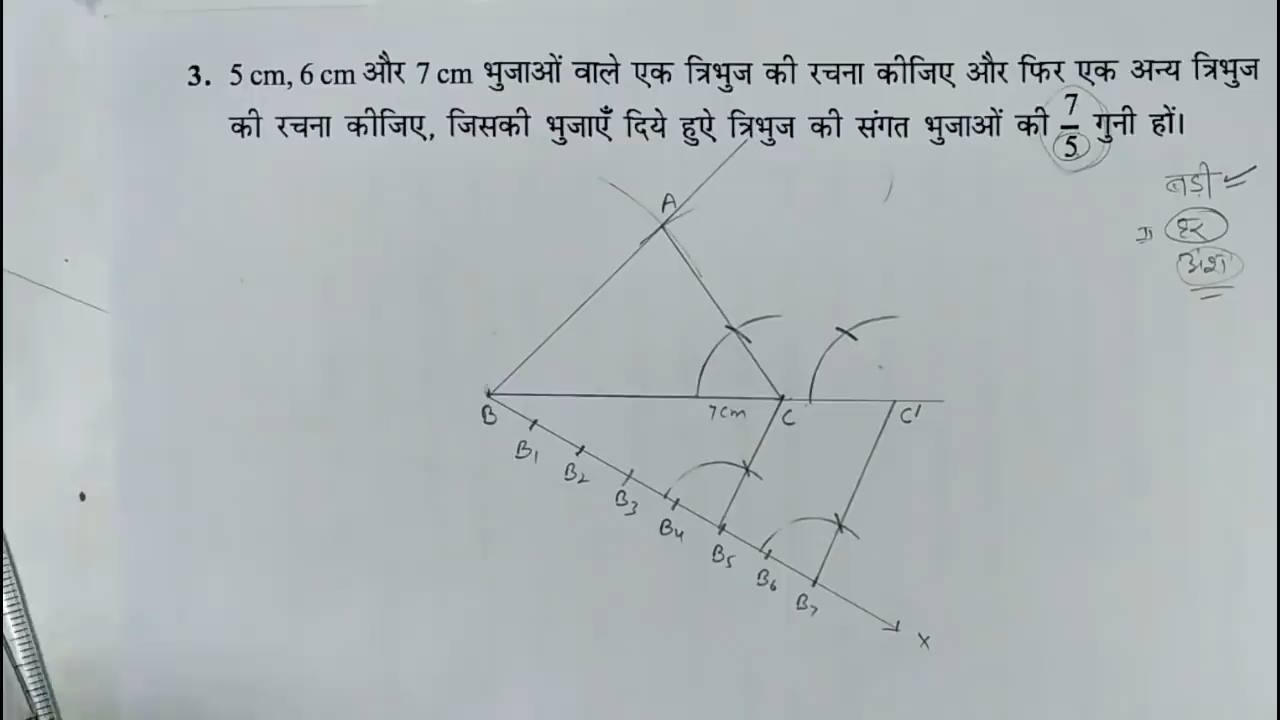 3. 5 cm, 6 cm और 7 cm भुजाओं वाले एक त्रिभुज की रचना कीजिए और फिर एक अन्य त्रिभुज
की रचना कीजिए, जिसकी भुजाएँ दिये हुऐ त्रिभुज की संगत भुजाओं की 7/5 गुनी हों।
बड़ी
हर
अंश
A
B 7cm C C'
B1
B2
B3
B4
B5
B6
B7
X